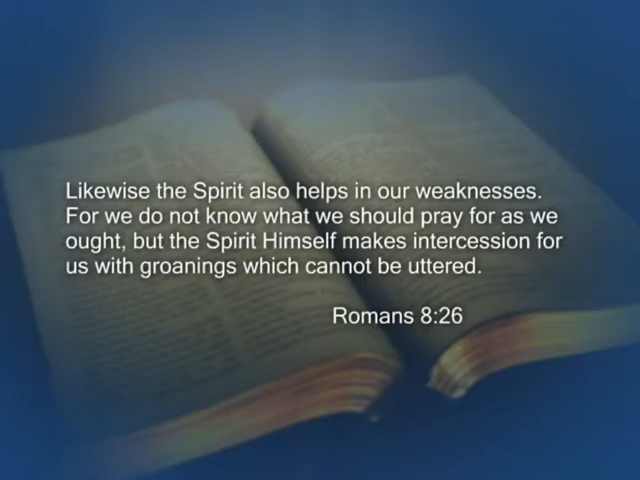 Likewise the Spirit also helps in our weaknesses.
For we do not know what we should pray for as we
ought, but the Spirit Himself makes intercession for
us with groanings which cannot be uttered.
Romans 8:26